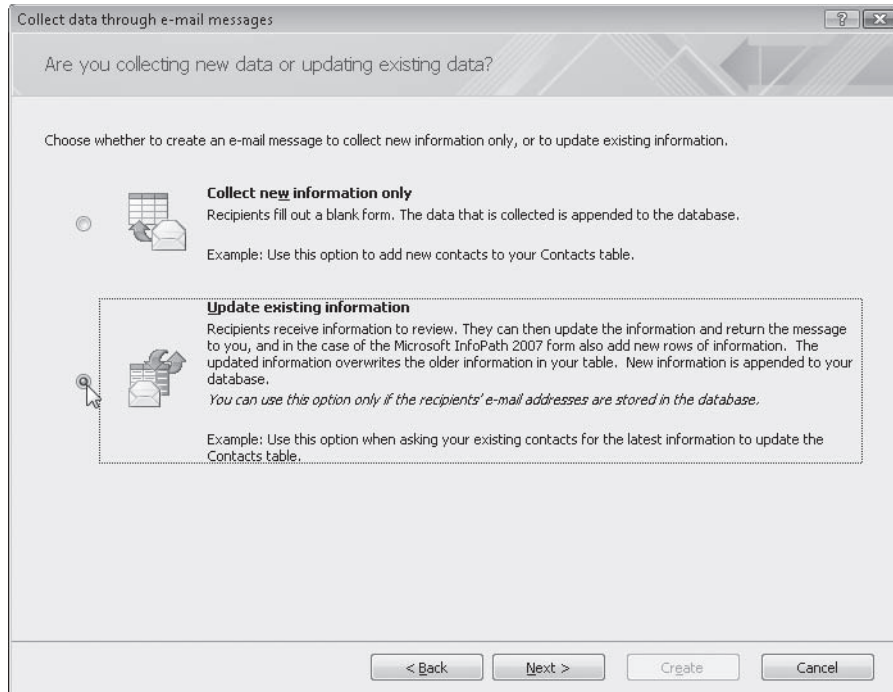 Collect data through e-mail messages
Are you collecting new data or updating existing data?
Choose whether to create an e-mail message to collect new information only, or to update existing information.
Collect new information only
Recipients fill out a blank form. The data that is collected is appended to the database.
Example: Use this option to add new contacts to your Contacts table.
Update existing information
Recipients receive information to review. They can then update the information and return the message
to you, and in the case of the Microsoft InfoPath 2007 form also add new rows of information. The
updated information overwrites the older information in your table. New information is appended to your
database.
You can use this option only if the recipients' e-mail addresses are stored in the database.
Example: Use this option when asking your existing contacts for the latest information to update the
Contacts table.
< Back Next > Create Cancel